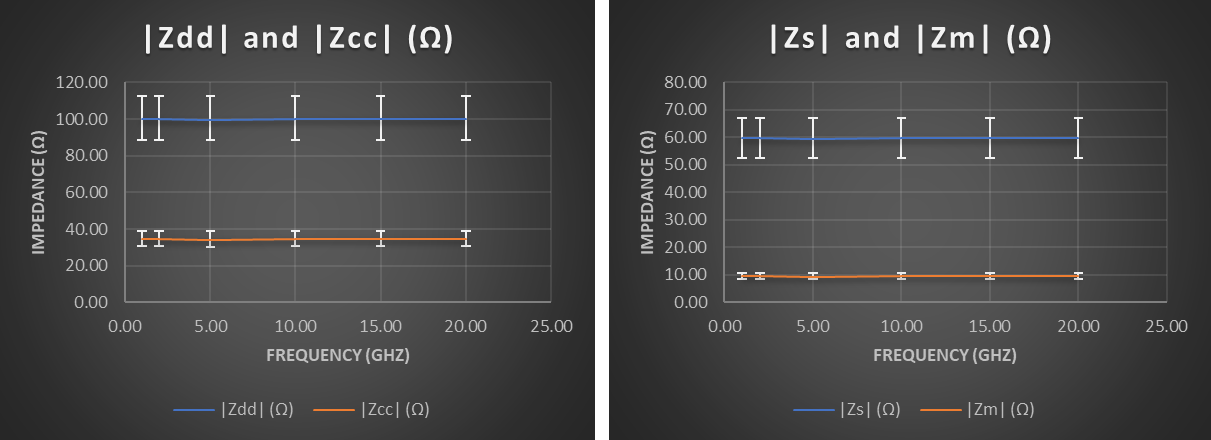 |Zdd| and |Zcc| (Ω)
120.00
100.00
80.00
60.00
40.00
20.00
0.00
IMPEDANCE (Ω)
0.00 5.00 10.00 15.00 20.00 25.00
FREQUENCY (GHZ)
|Zdd| (Ω) |Zcc| (Ω)
|Zs| and |Zm| (Ω)
80.00
70.00
60.00
50.00
40.00
30.00
20.00
10.00
0.00
IMPEDANCE (Ω)
0.00 5.00 10.00 15.00 20.00 25.00
FREQUENCY (GHZ)
|Zs| (Ω) |Zm| (Ω)